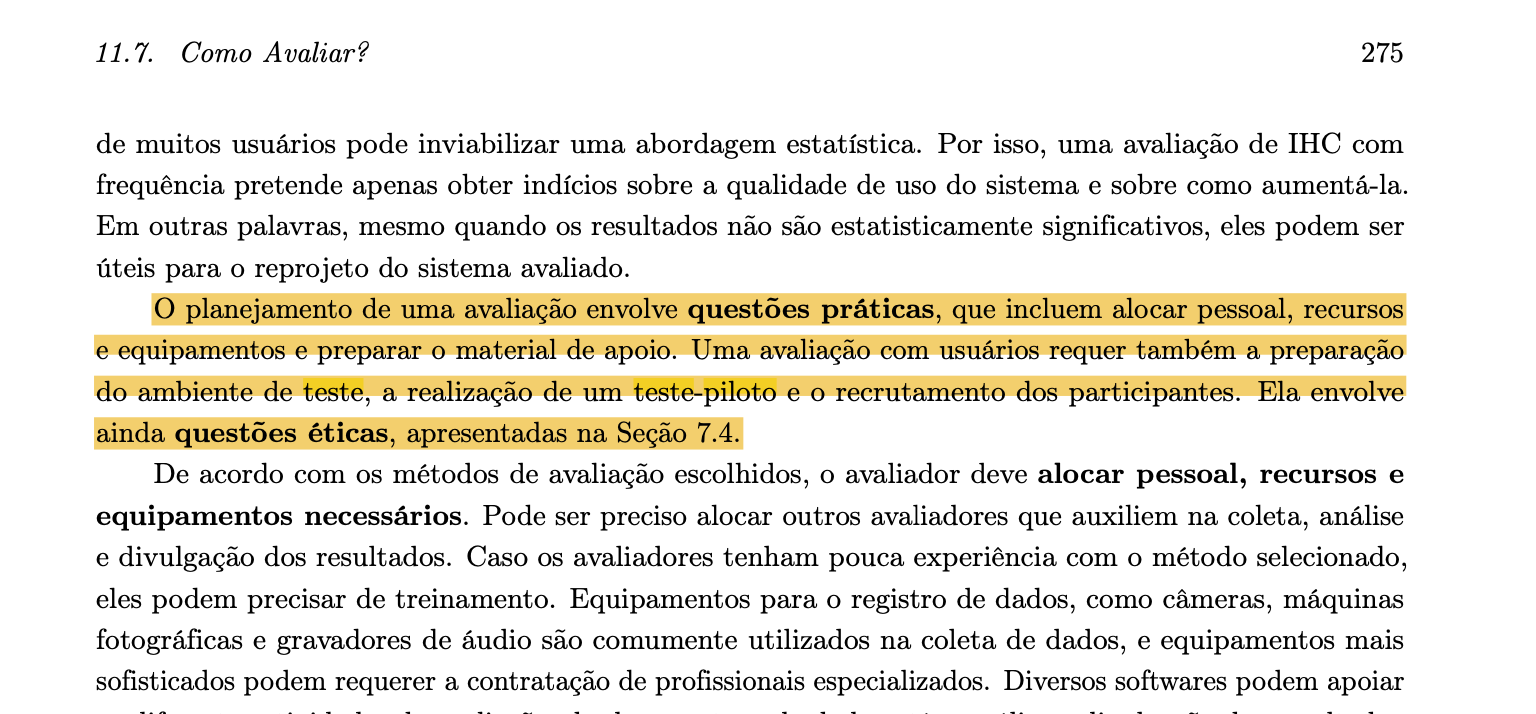 11.7. Como Avaliar? 275
de muitos usuários pode inviabilizar uma abordagem estatística. Por isso, uma avaliação de IHC com
frequência pretende apenas obter indícios sobre a qualidade de uso do sistema e sobre como aumentá-la.
Em outras palavras, mesmo quando os resultados não são estatisticamente significativos, eles podem ser
úteis para o reprojeto do sistema avaliado.
O planejamento de uma avaliação envolve questões práticas, que incluem alocar pessoal, recursos
e equipamentos e preparar o material de apoio. Uma avaliação com usuários requer também a preparação
do ambiente de teste, a realização de um teste-piloto e o recrutamento dos participantes. Ela envolve
ainda questões éticas, apresentadas na Seção 7.4.
De acordo com os métodos de avaliação escolhidos, o avaliador deve alocar pessoal, recursos e
equipamentos necessários. Pode ser preciso alocar outros avaliadores que auxiliem na coleta, análise
e divulgação dos resultados. Caso os avaliadores tenham pouca experiência com o método selecionado,
eles podem precisar de treinamento. Equipamentos para o registro de dados, como câmeras, máquinas
fotográficas e gravadores de áudio são comumente utilizados na coleta de dados, e equipamentos mais
sofisticados podem requerer a contratação de profissionais especializados. Diversos softwares podem apoiar